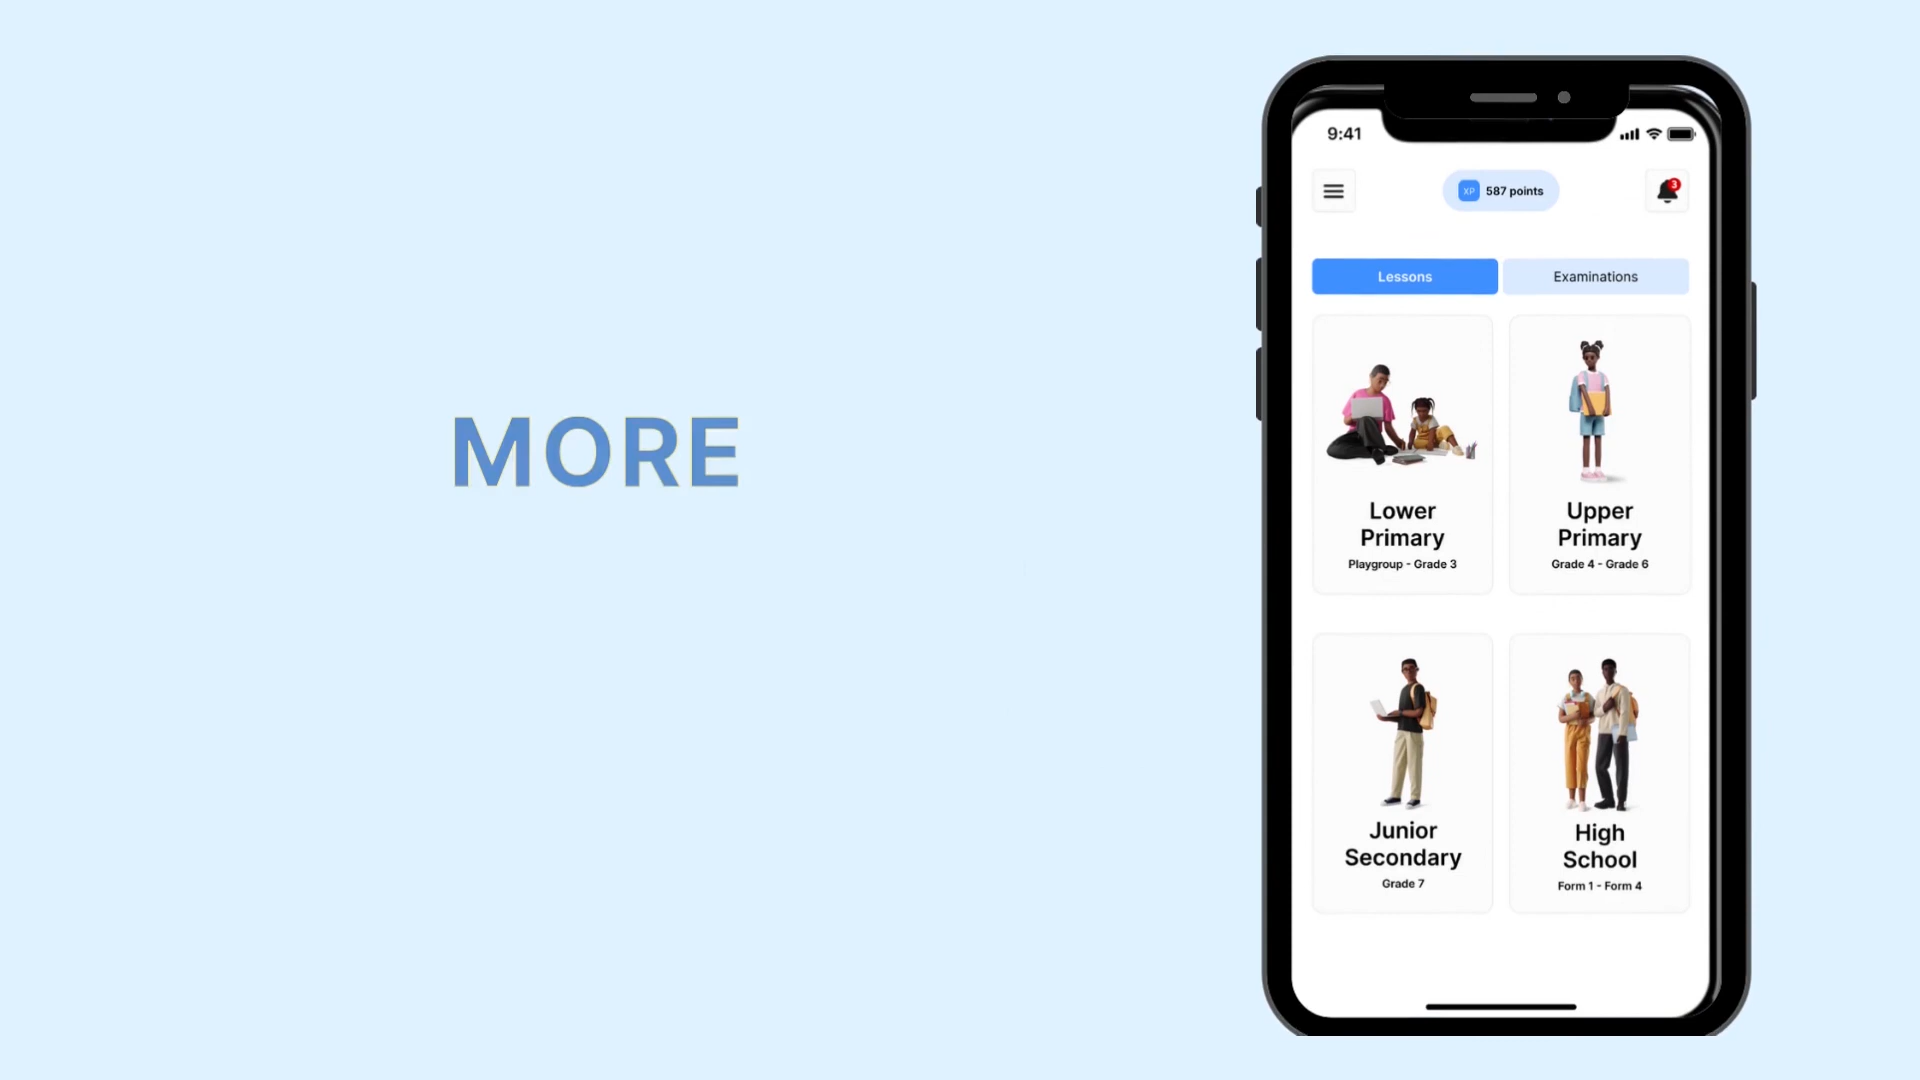 MORE
9:41
XP 587 points
3
Lessons
Examinations
Lower
Primary
Playgroup - Grade 3
Upper
Primary
Grade 4 - Grade 6
Junior
Secondary
Grade 7
High
School
Form 1 - Form 4